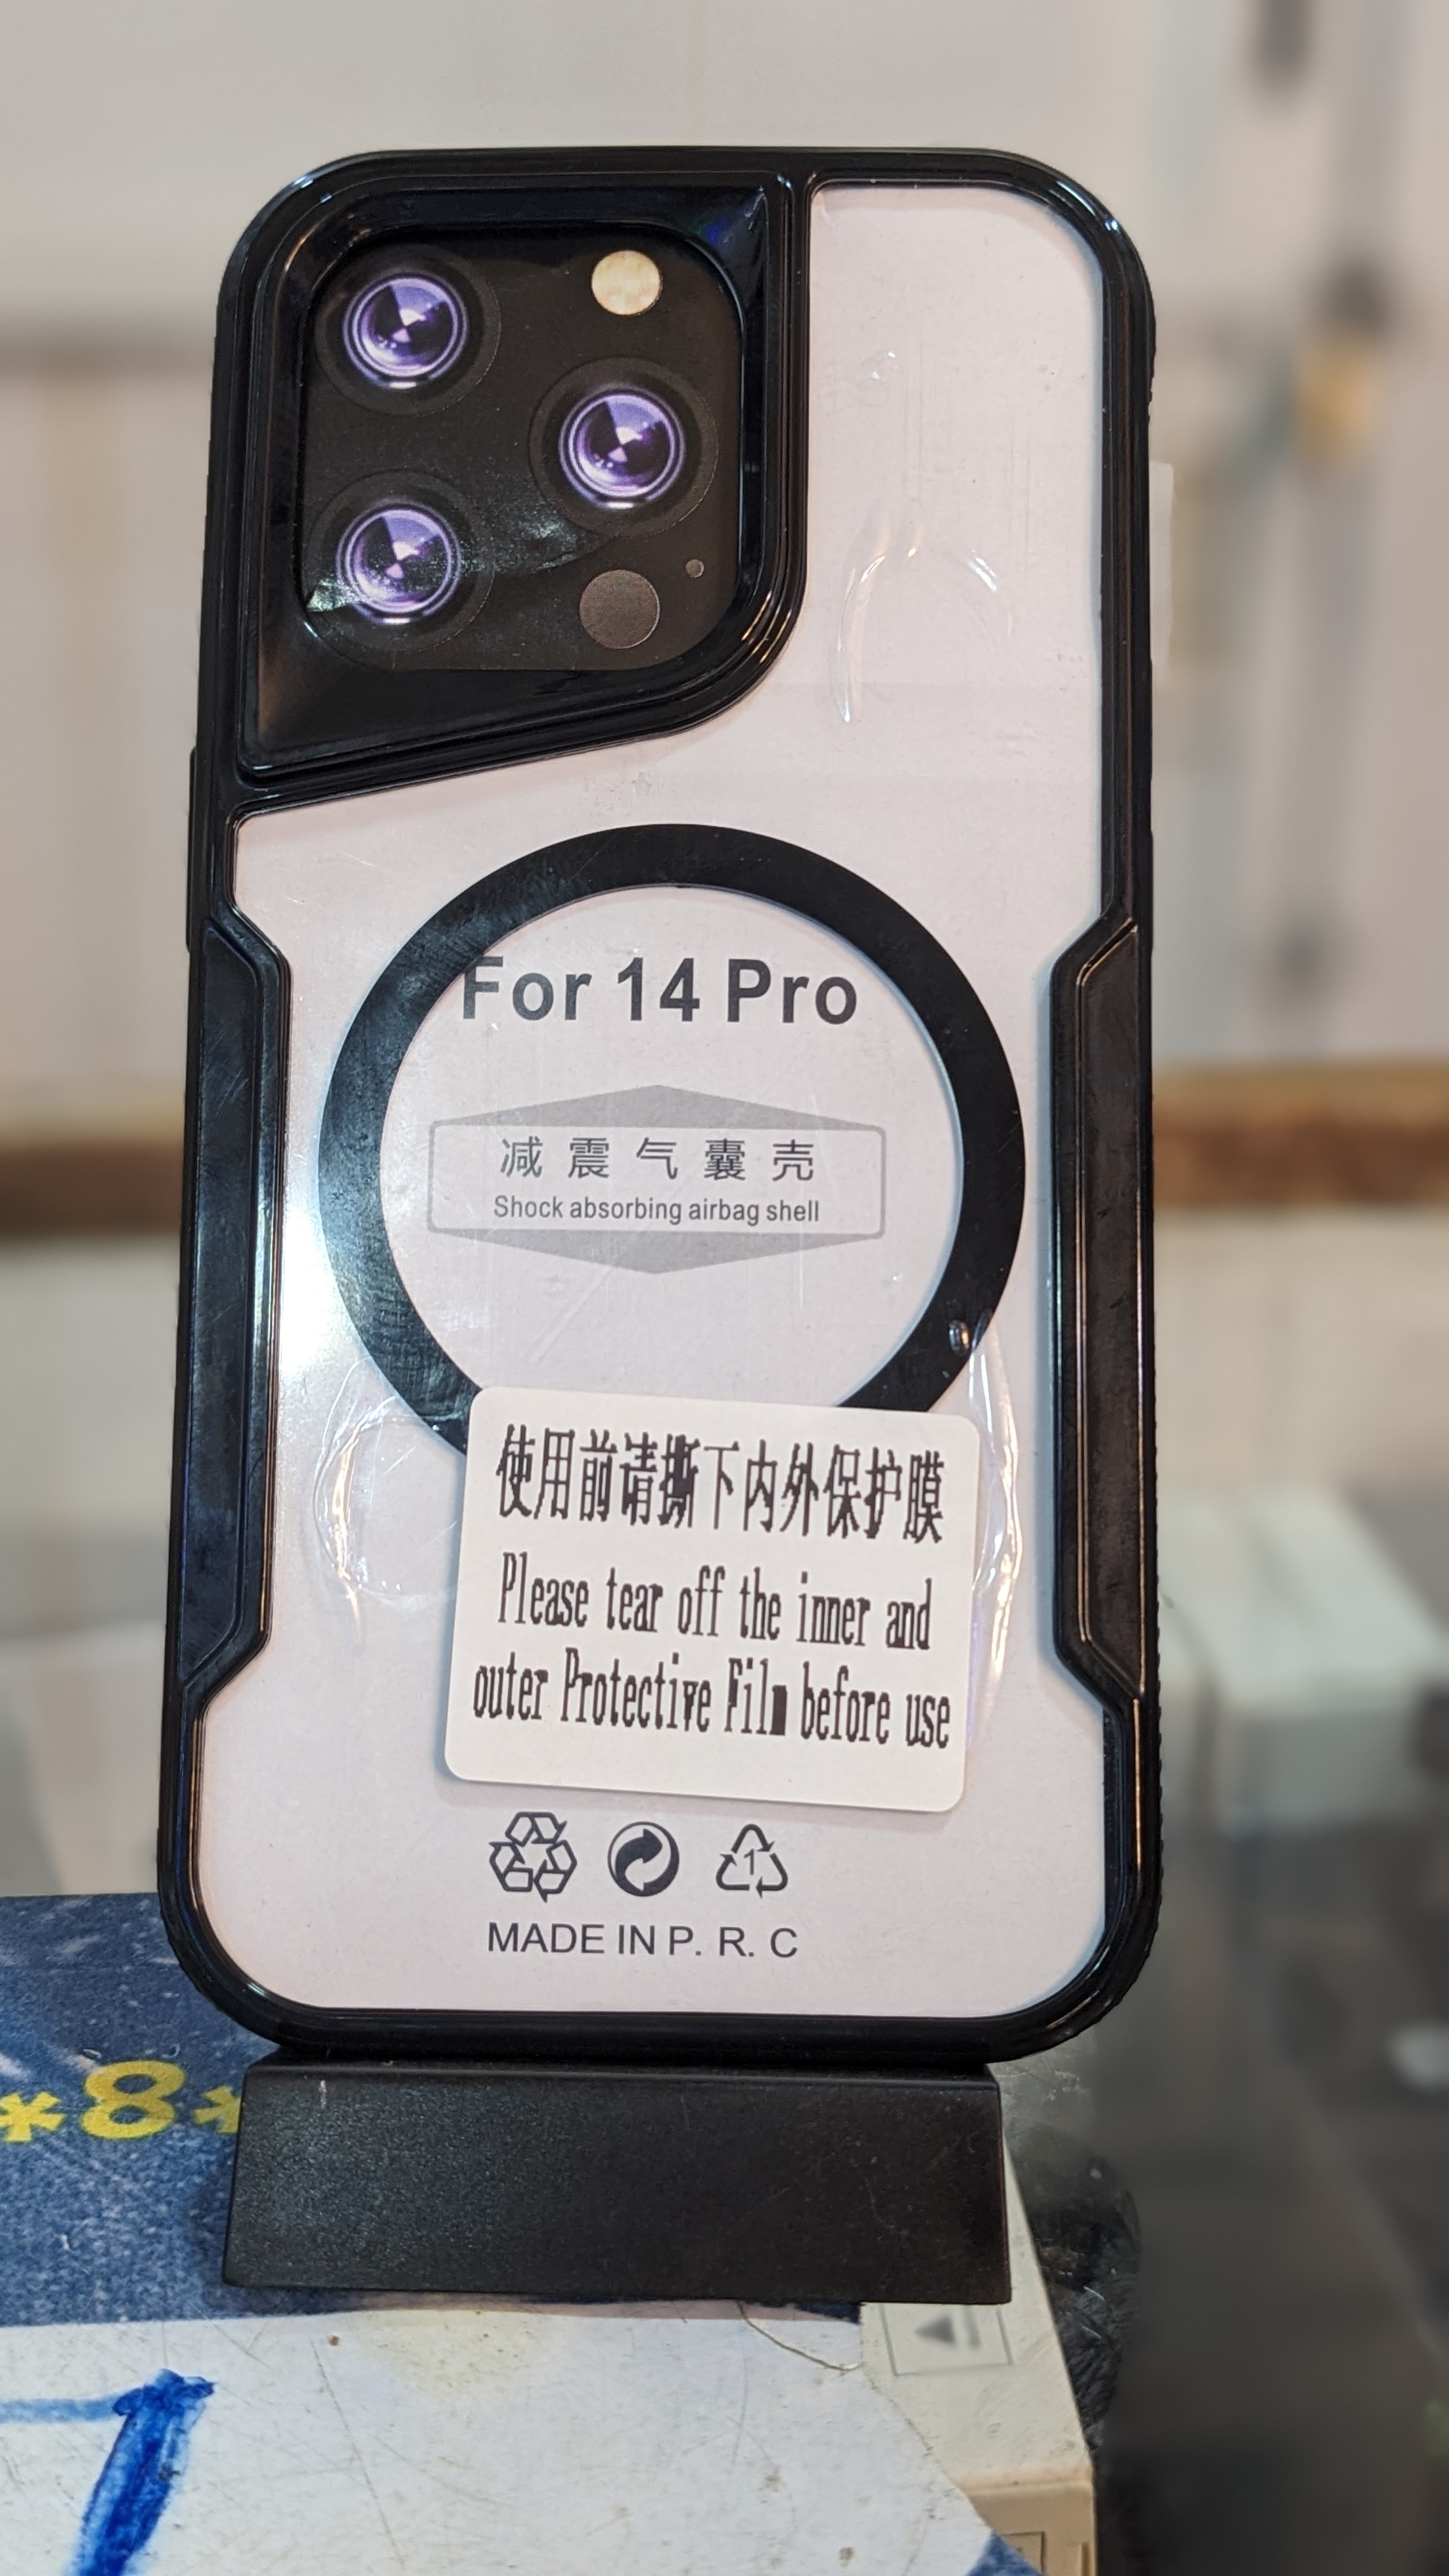 For 14 Pro
减震气囊壳
Shock absorbing airbag shell
使用前请撕下内外保护膜
Please tear off the inner and
outer Protective Film before use
1
MADE IN P. R. C
*8*